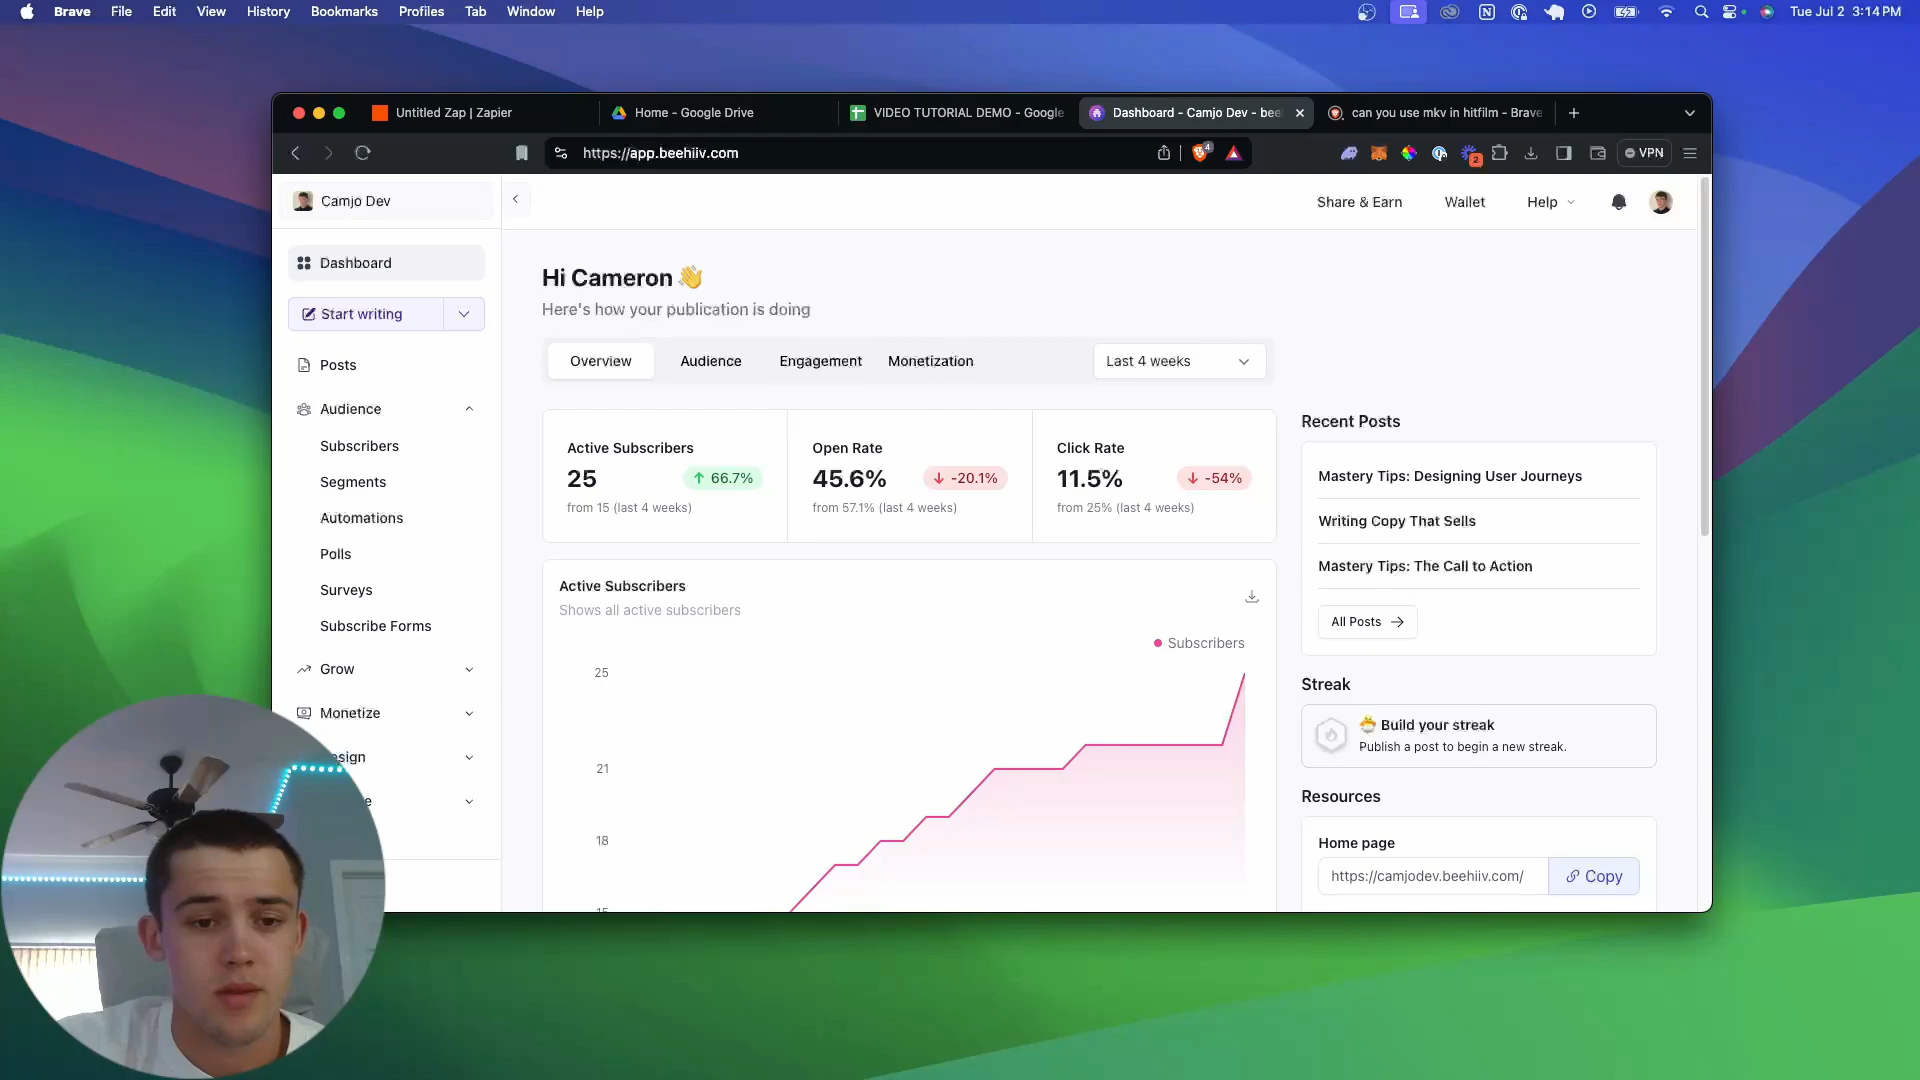 Brave File Edit View History Bookmarks Profiles Tab Window Help Tue Jul 2 3:14 PM
Untitled Zap | Zapier
Home - Google Drive
VIDEO TUTORIAL DEMO - Google
Dashboard - Camjo Dev - bee
can you use mkv in hitfilm - Brave
https://app.beehiiv.com
4
2
VPN
Camjo Dev
Share & Earn
Wallet
Help
Dashboard
Start writing
Posts
Audience
Subscribers
Segments
Automations
Polls
Surveys
Subscribe Forms
Grow
Monetize
esign
e
Hi Cameron 👋
Here's how your publication is doing
Overview
Audience
Engagement
Monetization
Last 4 weeks
Active Subscribers
25
66.7%
from 15 (last 4 weeks)
Open Rate
45.6%
-20.1%
from 57.1% (last 4 weeks)
Click Rate
11.5%
-54%
from 25% (last 4 weeks)
Active Subscribers
Shows all active subscribers
Subscribers
25
21
18
15
Recent Posts
Mastery Tips: Designing User Journeys
Writing Copy That Sells
Mastery Tips: The Call to Action
All Posts
Streak
🐣 Build your streak
Publish a post to begin a new streak.
Resources
Home page
https://camjodev.beehiiv.com/
Copy